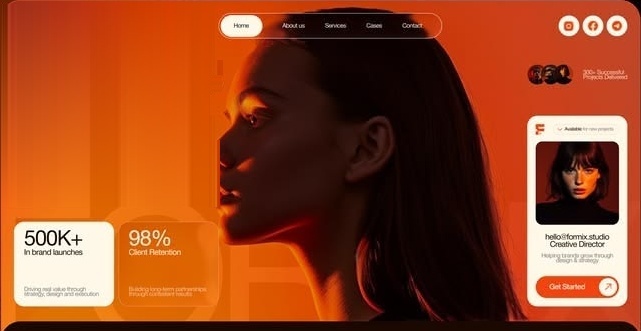 Home
About us
Services
Cases
Contact
300+ Successful
Projects Delivered
Available for new projects
500K+
In brand launches
Driving real value through
strategy, design and execution
98%
Client Retention
Building long-term partnerships
through consistent results
hello@formix.studio
Creative Director
Helping brands grow through
design & strategy
Get Started